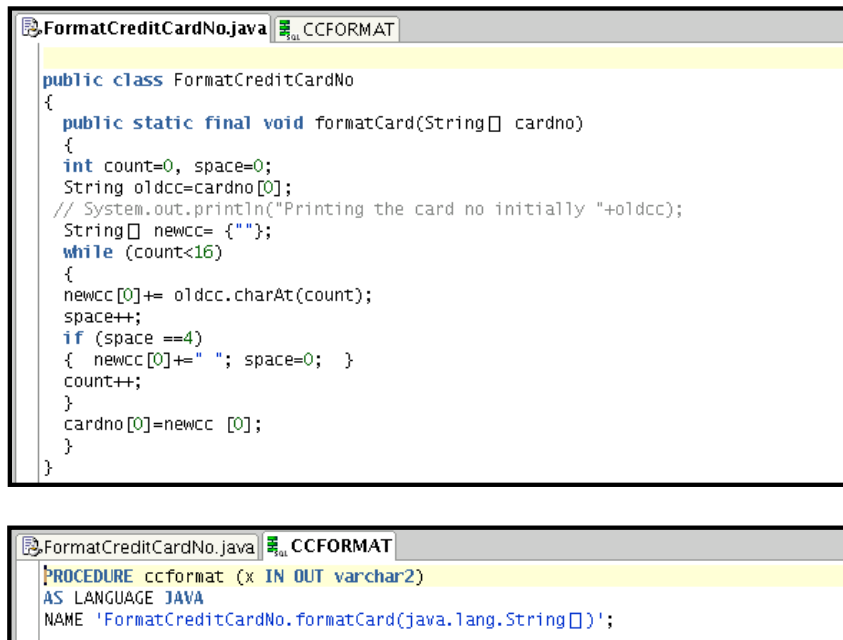 FormatCreditCardNo.java CCFORMAT
public class FormatCreditCardNo
{
public static final void formatCard(String[] cardno)
{
int count=0, space=0;
String oldcc=cardno[0];
// System.out.println("Printing the card no initially "+oldcc);
String[] newcc= {""};
while (count<16)
{
newcc[0]+= oldcc.charAt(count);
space++;
if (space ==4)
{ newcc[0]+=" "; space=0; }
count++;
}
cardno[0]=newcc [0];
}
}
FormatCreditCardNo.java CCFORMAT
PROCEDURE ccformat (x IN OUT varchar2)
AS LANGUAGE JAVA
NAME 'FormatCreditCardNo.formatCard(java.lang.String[])';